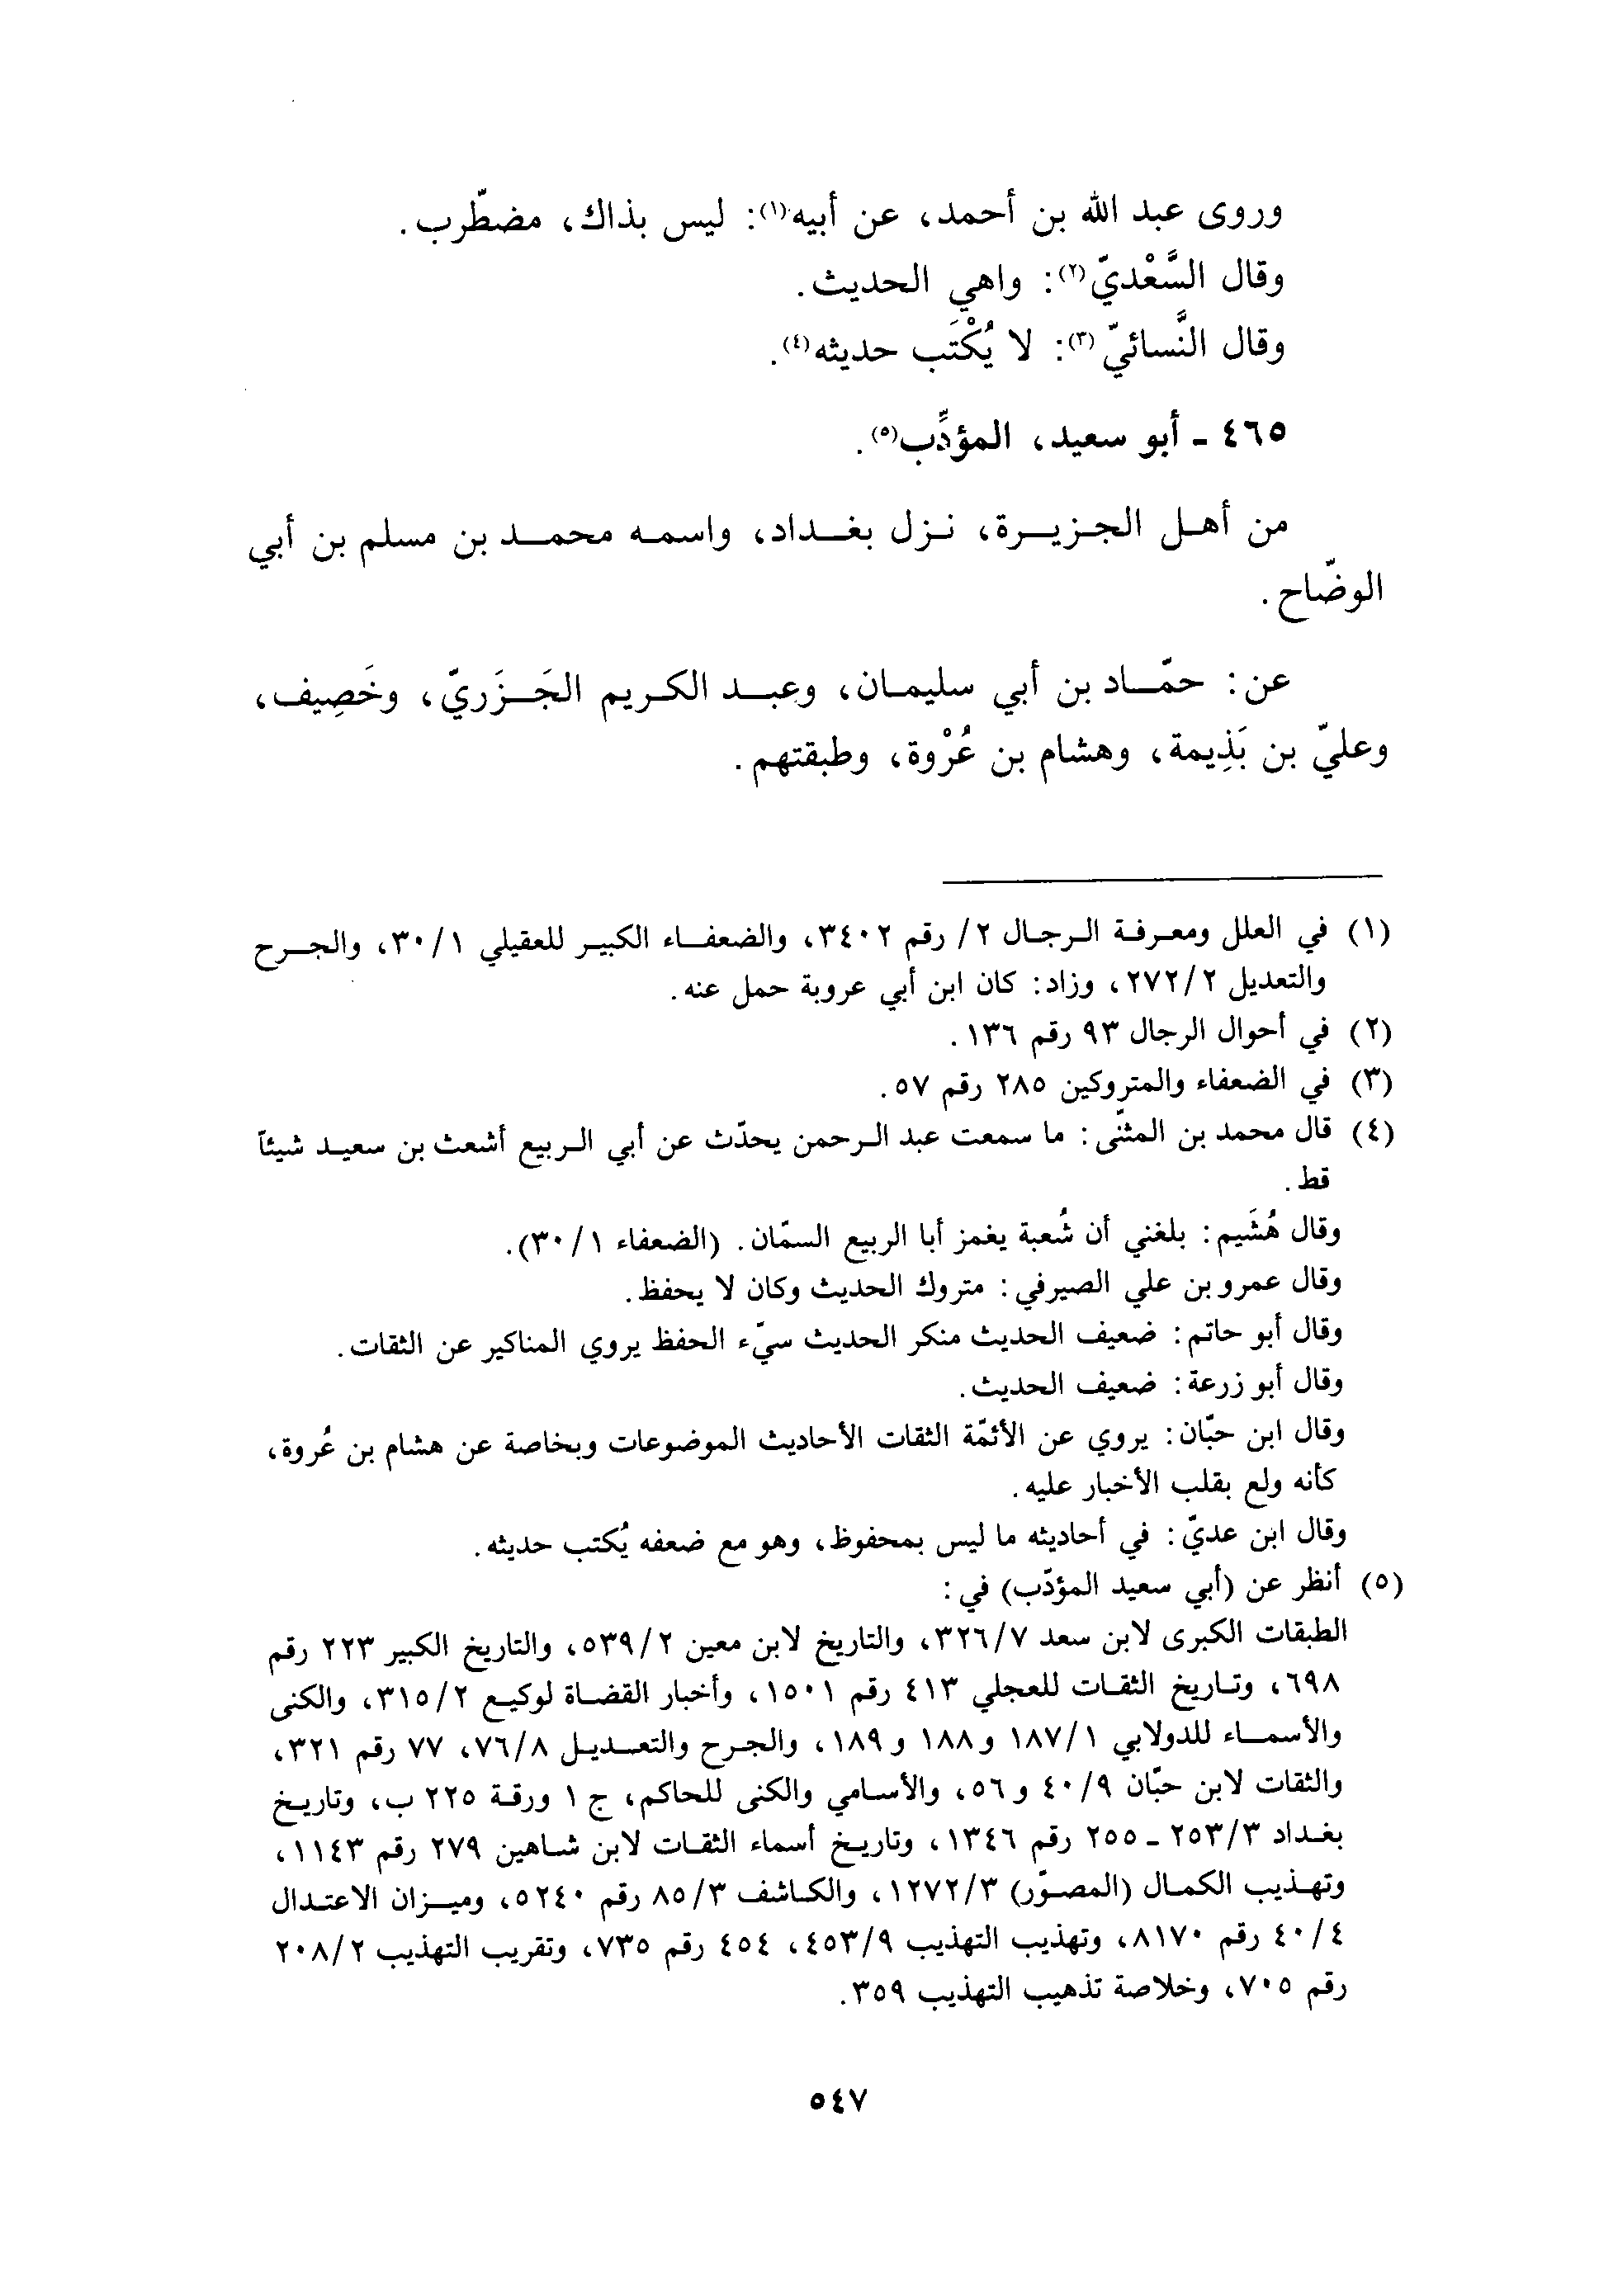 وروى عبد الله بن أحمد، عن أبيه(١): ليس بذاك، مضطّرب.
وقال السَّعْديّ(٢): واهي الحديث.
وقال النَّسائيّ(٣): لا يُكْتَب حديثه(٤).
٤٦٥ - أبو سعيد، المؤدِّب(٥).
من أهل الجزيرة، نزل بغداد، واسمه محمد بن مسلم بن أبي
الوضّاح.
عن: حمّاد بن أبي سليمان، وعبد الكريم الجَزَريّ، وخَصِيف،
وعليّ بن بَذِيمة، وهشام بن عُرْوة، وطبقتهم.
(١) في العلل ومعرفة الرجال ٢/ رقم ٣٤٠٢، والضعفاء الكبير للعقيلي ٣٠/١، والجرح
والتعديل ٢٧٢/٢، وزاد: كان ابن أبي عروبة حمل عنه.
(٢) في أحوال الرجال ٩٣ رقم ١٣٦.
(٣) في الضعفاء والمتروكين ٢٨٥ رقم ٥٧.
(٤) قال محمد بن المثنّى: ما سمعت عبد الرحمن يحدّث عن أبي الربيع أشعث بن سعيد شيئاً
قط.
وقال هُشَيم: بلغني أن شُعبة يغمز أبا الربيع السمّان. (الضعفاء ٣٠/١).
وقال عمرو بن علي الصيرفي: متروك الحديث وكان لا يحفظ.
وقال أبو حاتم: ضعيف الحديث منكر الحديث سيّء الحفظ يروي المناكير عن الثقات.
وقال أبو زرعة: ضعيف الحديث.
وقال ابن حبّان: يروي عن الأئمّة الثقات الأحاديث الموضوعات وبخاصة عن هشام بن عُروة،
كأنه ولع بقلب الأخبار عليه.
وقال ابن عديّ: في أحاديثه ما ليس بمحفوظ، وهو مع ضعفه يُكتب حديثه.
(٥) أنظر عن (أبي سعيد المؤدّب) في:
الطبقات الكبرى لابن سعد ٣٢٦/٧، والتاريخ لابن معين ٥٣٩/٢، والتاريخ الكبير ٢٢٣ رقم
٦٩٨، وتاريخ الثقات للعجلي ٤١٣ رقم ١٥٠١، وأخبار القضاة لوكيع ٣١٥/٢، والكنى
والأسماء للدولابي ١٨٧/١ و١٨٨ و١٨٩، والجرح والتعديل ٧٦/٨، ٧٧ رقم ٣٢١،
والثقات لابن حبّان ٤٠/٩ و٥٦، والأسامي والكنى للحاكم، ج ١ ورقة ٢٢٥ ب، وتاريخ
بغداد ٢٥٣/٣ - ٢٥٥ رقم ١٣٤٦، وتاريخ أسماء الثقات لابن شاهين ٢٧٩ رقم ١١٤٣،
وتهذيب الكمال (المصوّر) ١٢٧٢/٣، والكاشف ٨٥/٣ رقم ٥٢٤٠، وميزان الاعتدال
٤٠/٤ رقم ٨١٧٠، وتهذيب التهذيب ٤٥٣/٩، ٤٥٤ رقم ٧٣٥، وتقريب التهذيب ٢٠٨/٢
رقم ٧٠٥، وخلاصة تذهيب التهذيب ٣٥٩.
٥٤٧